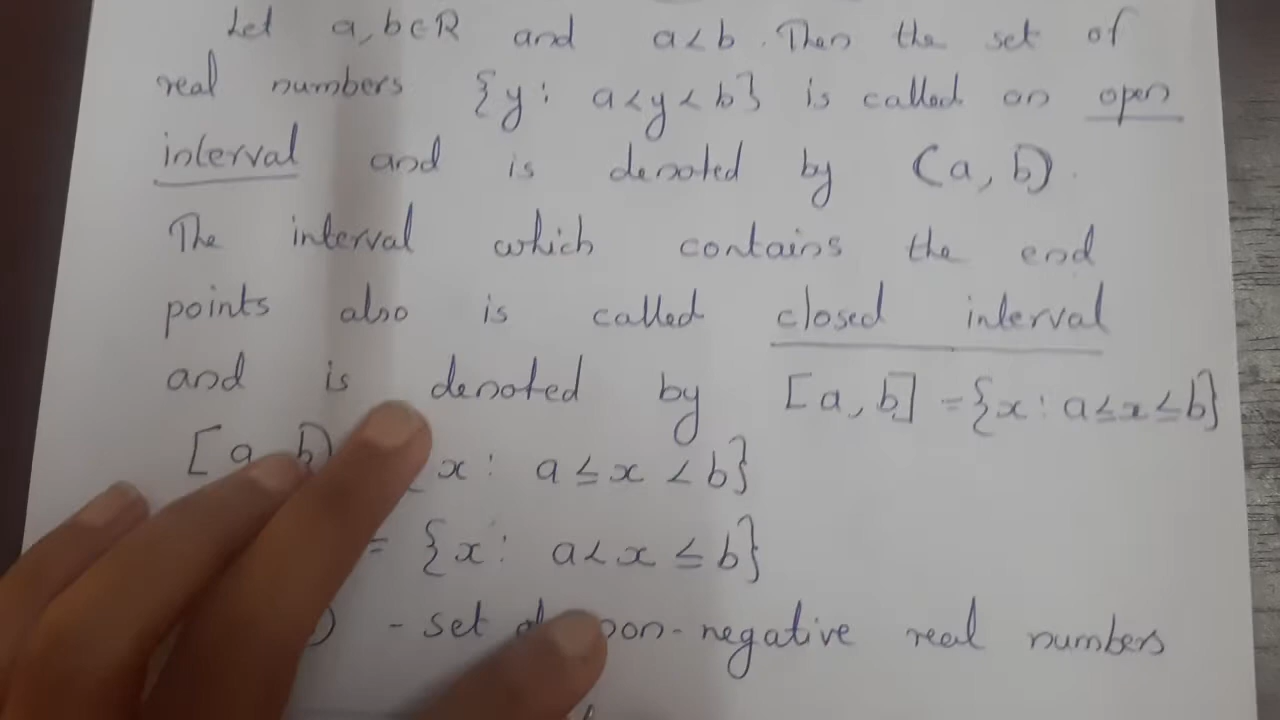 Let a, b ∈ R and a < b. Then the set of
real numbers {y : a < y < b} is called an open
interval and is denoted by (a, b).
The interval which contains the end
points also is called closed interval
and is denoted by [a, b] = {x : a ≤ x ≤ b}
[a, b) x : a ≤ x < b}
= {x : a < x ≤ b}
) - set non-negative real numbers